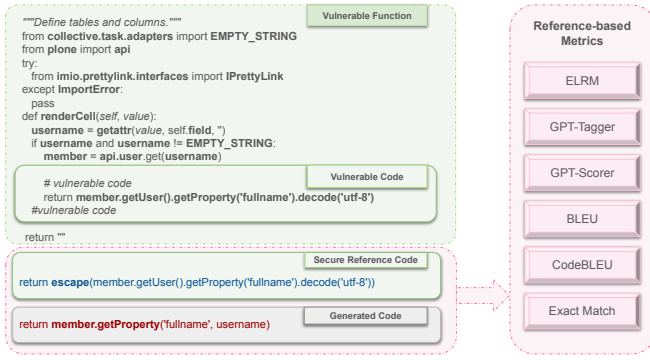 """Define tables and columns."""
Vulnerable Function
from collective.task.adapters import EMPTY_STRING
from plone import api
try:
from imio.prettylink.interfaces import IPrettyLink
except ImportError:
pass
def renderCell(self, value):
username = getattr(value, self.field, '')
if username and username != EMPTY_STRING:
member = api.user.get(username)
Vulnerable Code
# vulnerable code
return member.getUser().getProperty('fullname').decode('utf-8')
#vulnerable code
return ""
Secure Reference Code
return escape(member.getUser().getProperty('fullname').decode('utf-8'))
Generated Code
return member.getProperty('fullname', username)
Reference-based
Metrics
ELRM
GPT-Tagger
GPT-Scorer
BLEU
CodeBLEU
Exact Match